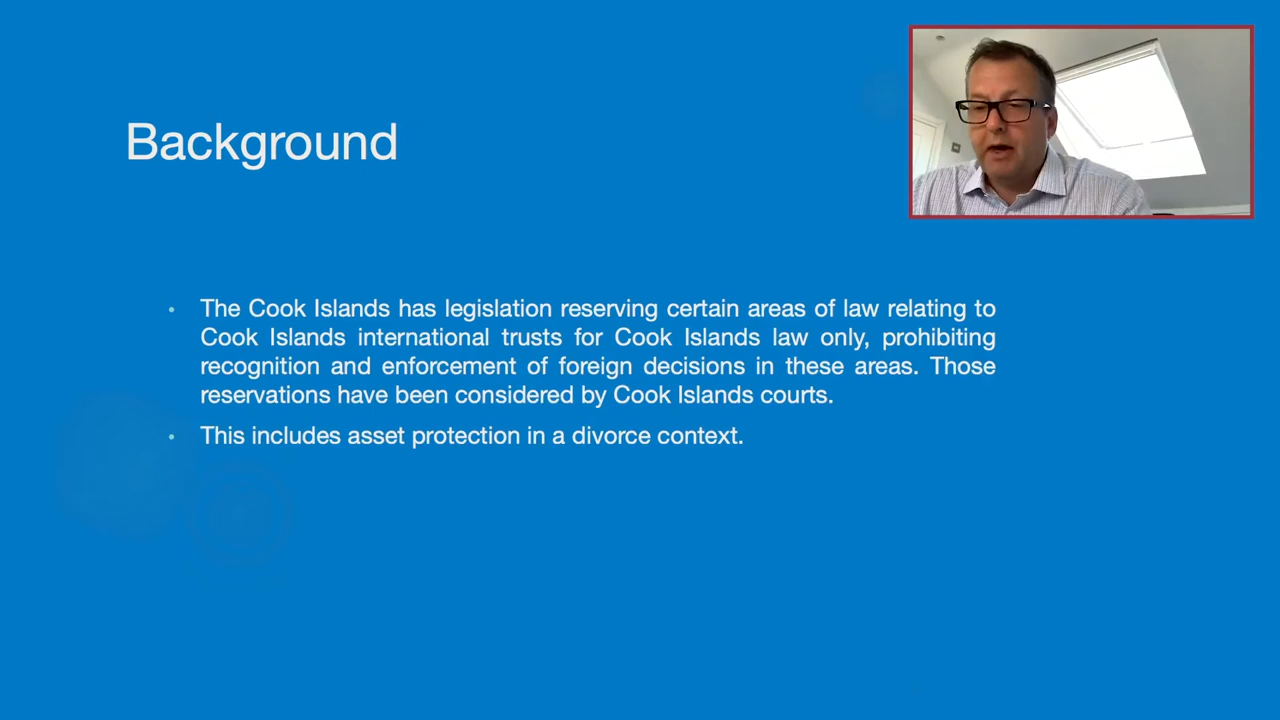 Background
• The Cook Islands has legislation reserving certain areas of law relating to
Cook Islands international trusts for Cook Islands law only, prohibiting
recognition and enforcement of foreign decisions in these areas. Those
reservations have been considered by Cook Islands courts.
• This includes asset protection in a divorce context.